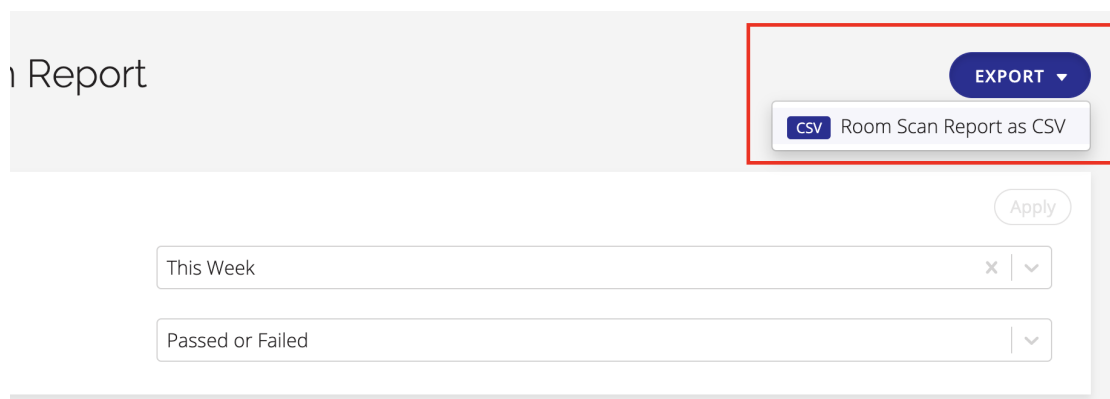 Report
EXPORT
CSV Room Scan Report as CSV
Apply
This Week
Passed or Failed